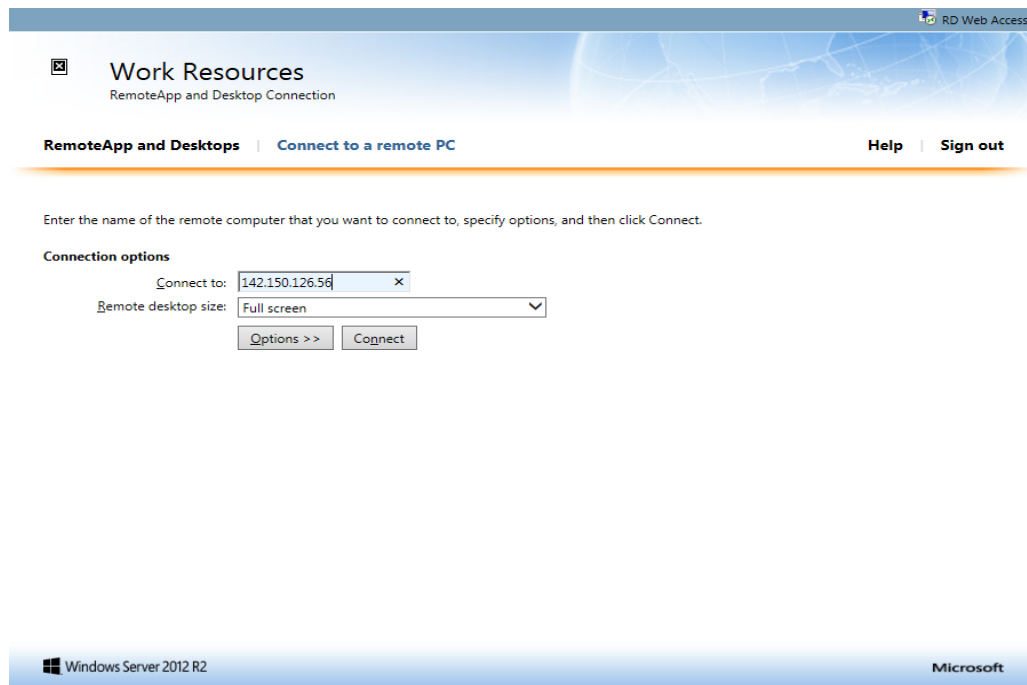 RD Web Access
Work Resources
RemoteApp and Desktop Connection
RemoteApp and Desktops | Connect to a remote PC Help | Sign out
Enter the name of the remote computer that you want to connect to, specify options, and then click Connect.
Connection options
Connect to: 142.150.126.56
Remote desktop size: Full screen
Options >> Connect
Windows Server 2012 R2 Microsoft